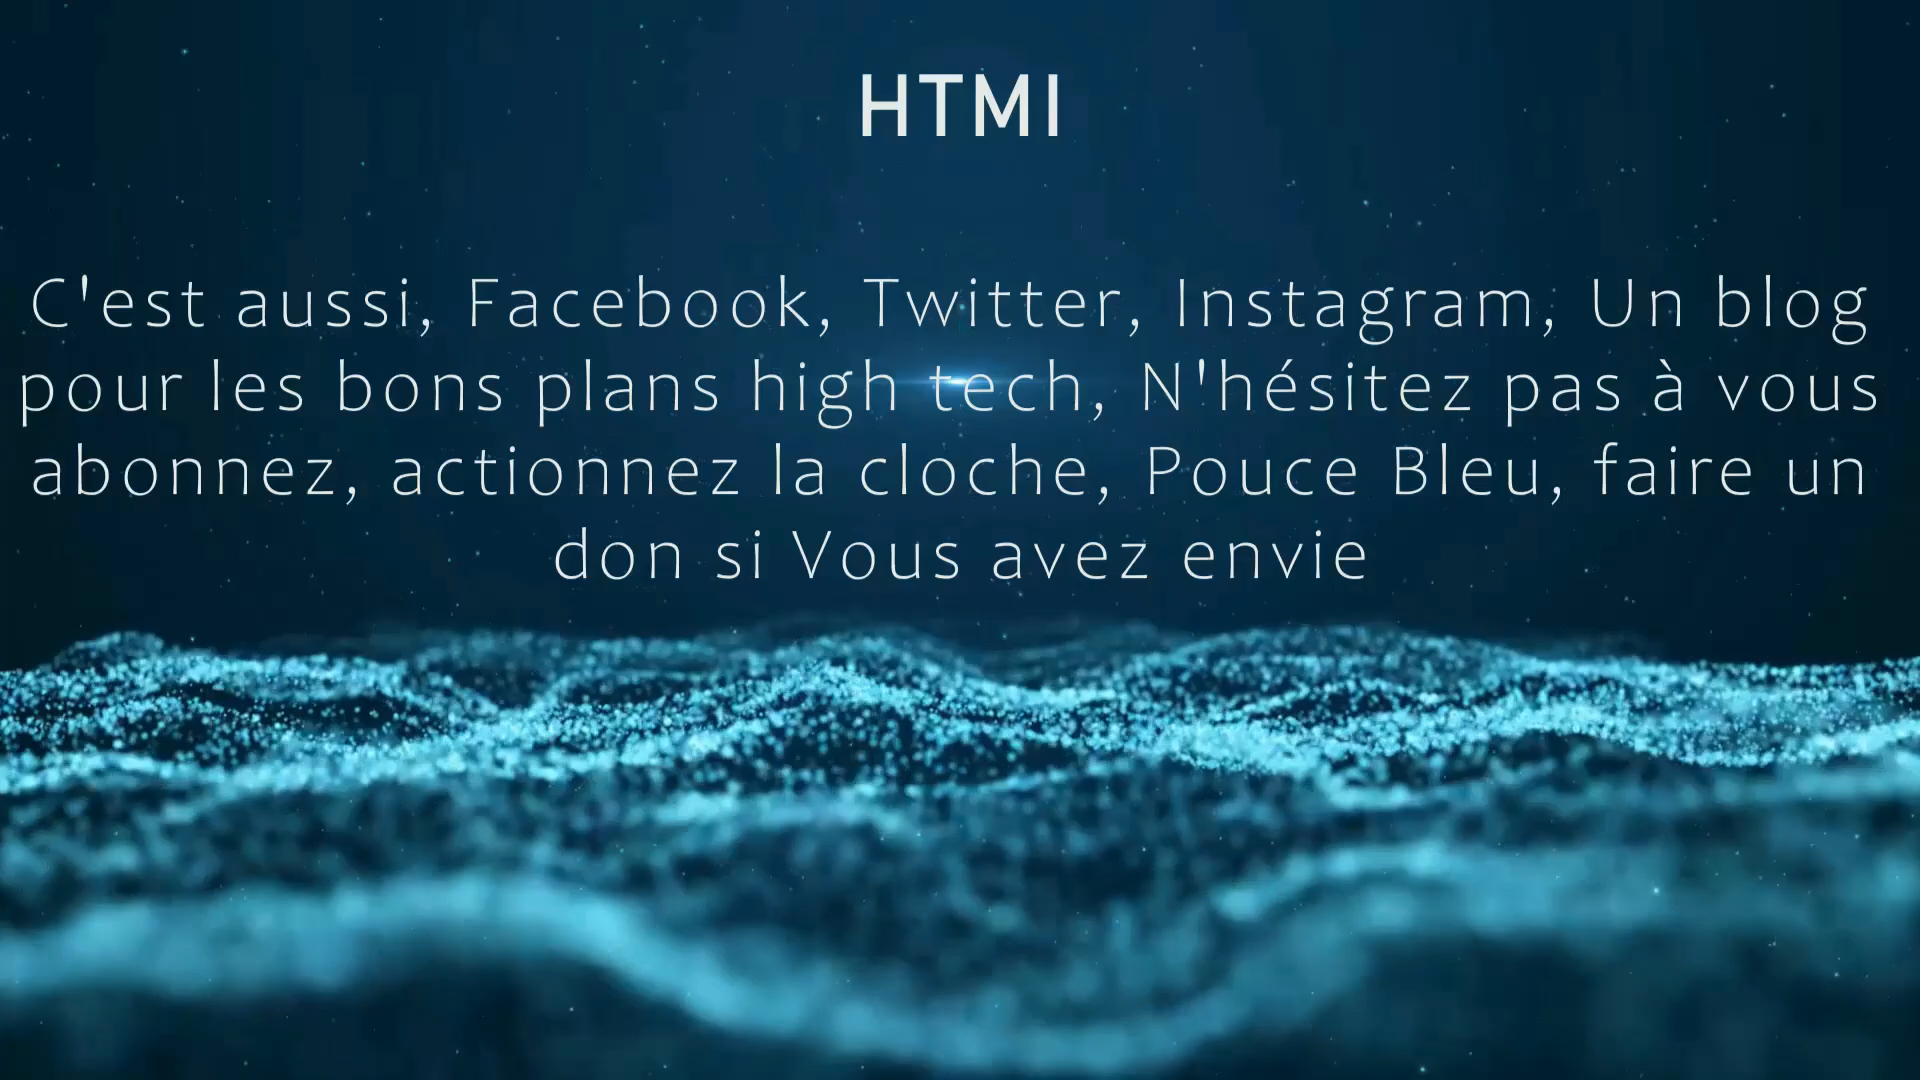 HTMI
C'est aussi, Facebook, Twitter, Instagram, Un blog
pour les bons plans high tech, N'hésitez pas à vous
abonnez, actionnez la cloche, Pouce Bleu, faire un
don si Vous avez envie